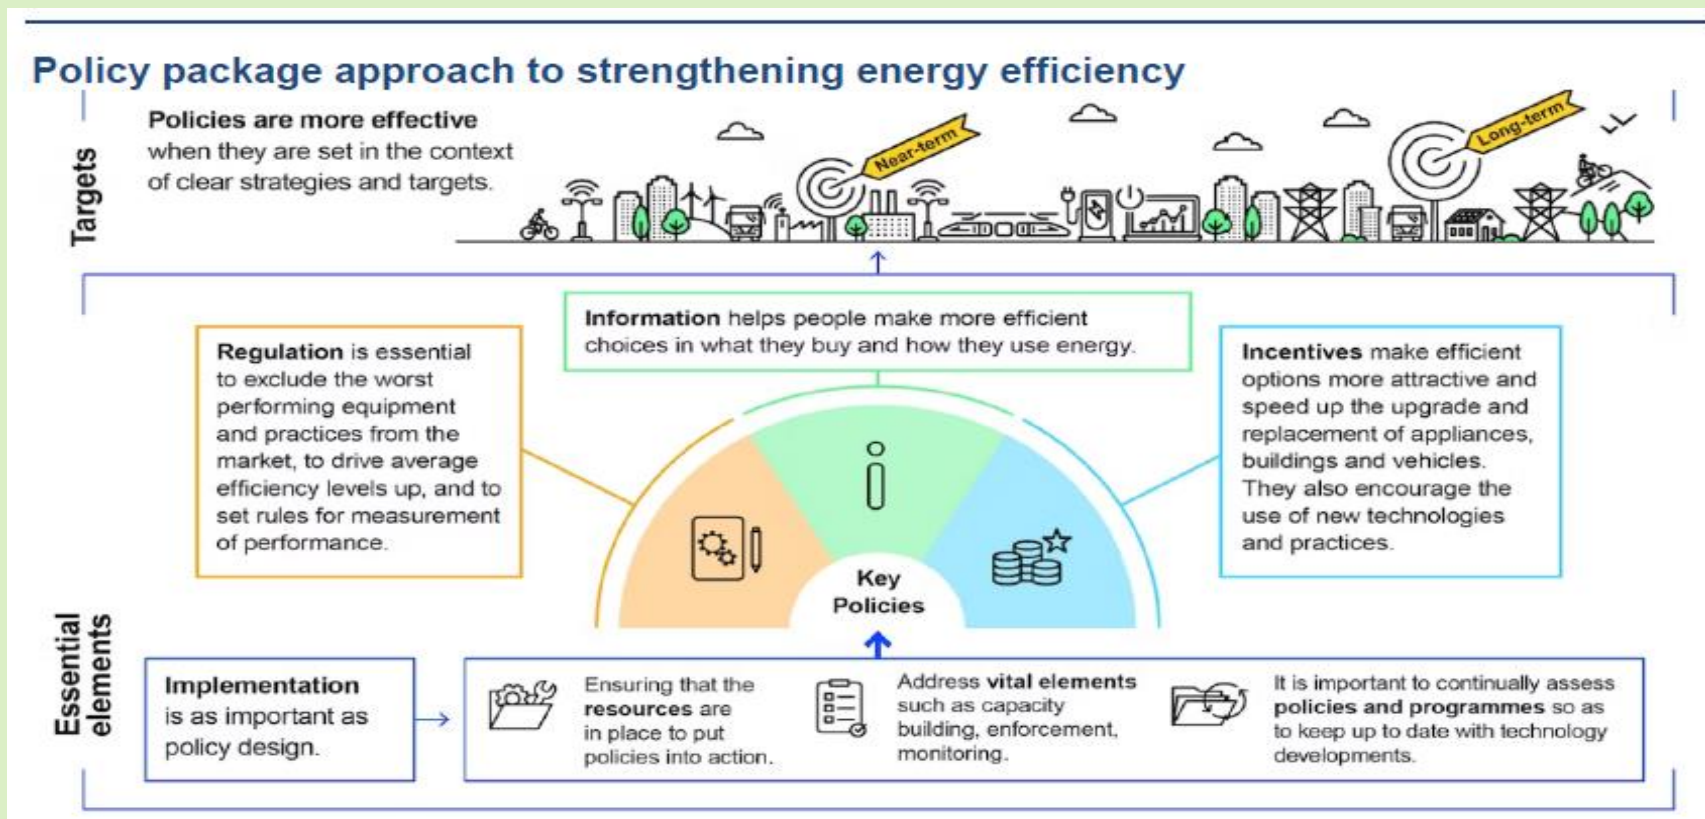 Policy package approach to strengthening energy efficiency
Targets
Policies are more effective
when they are set in the context
of clear strategies and targets.
Near-term
Long-term
Essential
elements
Regulation is essential
to exclude the worst
performing equipment
and practices from the
market, to drive average
efficiency levels up, and to
set rules for measurement
of performance.
Information helps people make more efficient
choices in what they buy and how they use energy.
Incentives make efficient
options more attractive and
speed up the upgrade and
replacement of appliances,
buildings and vehicles.
They also encourage the
use of new technologies
and practices.
Key
Policies
Implementation
is as important as
policy design.
Ensuring that the
resources are
in place to put
policies into action.
Address vital elements
such as capacity
building, enforcement,
monitoring.
It is important to continually assess
policies and programmes so as
to keep up to date with technology
developments.